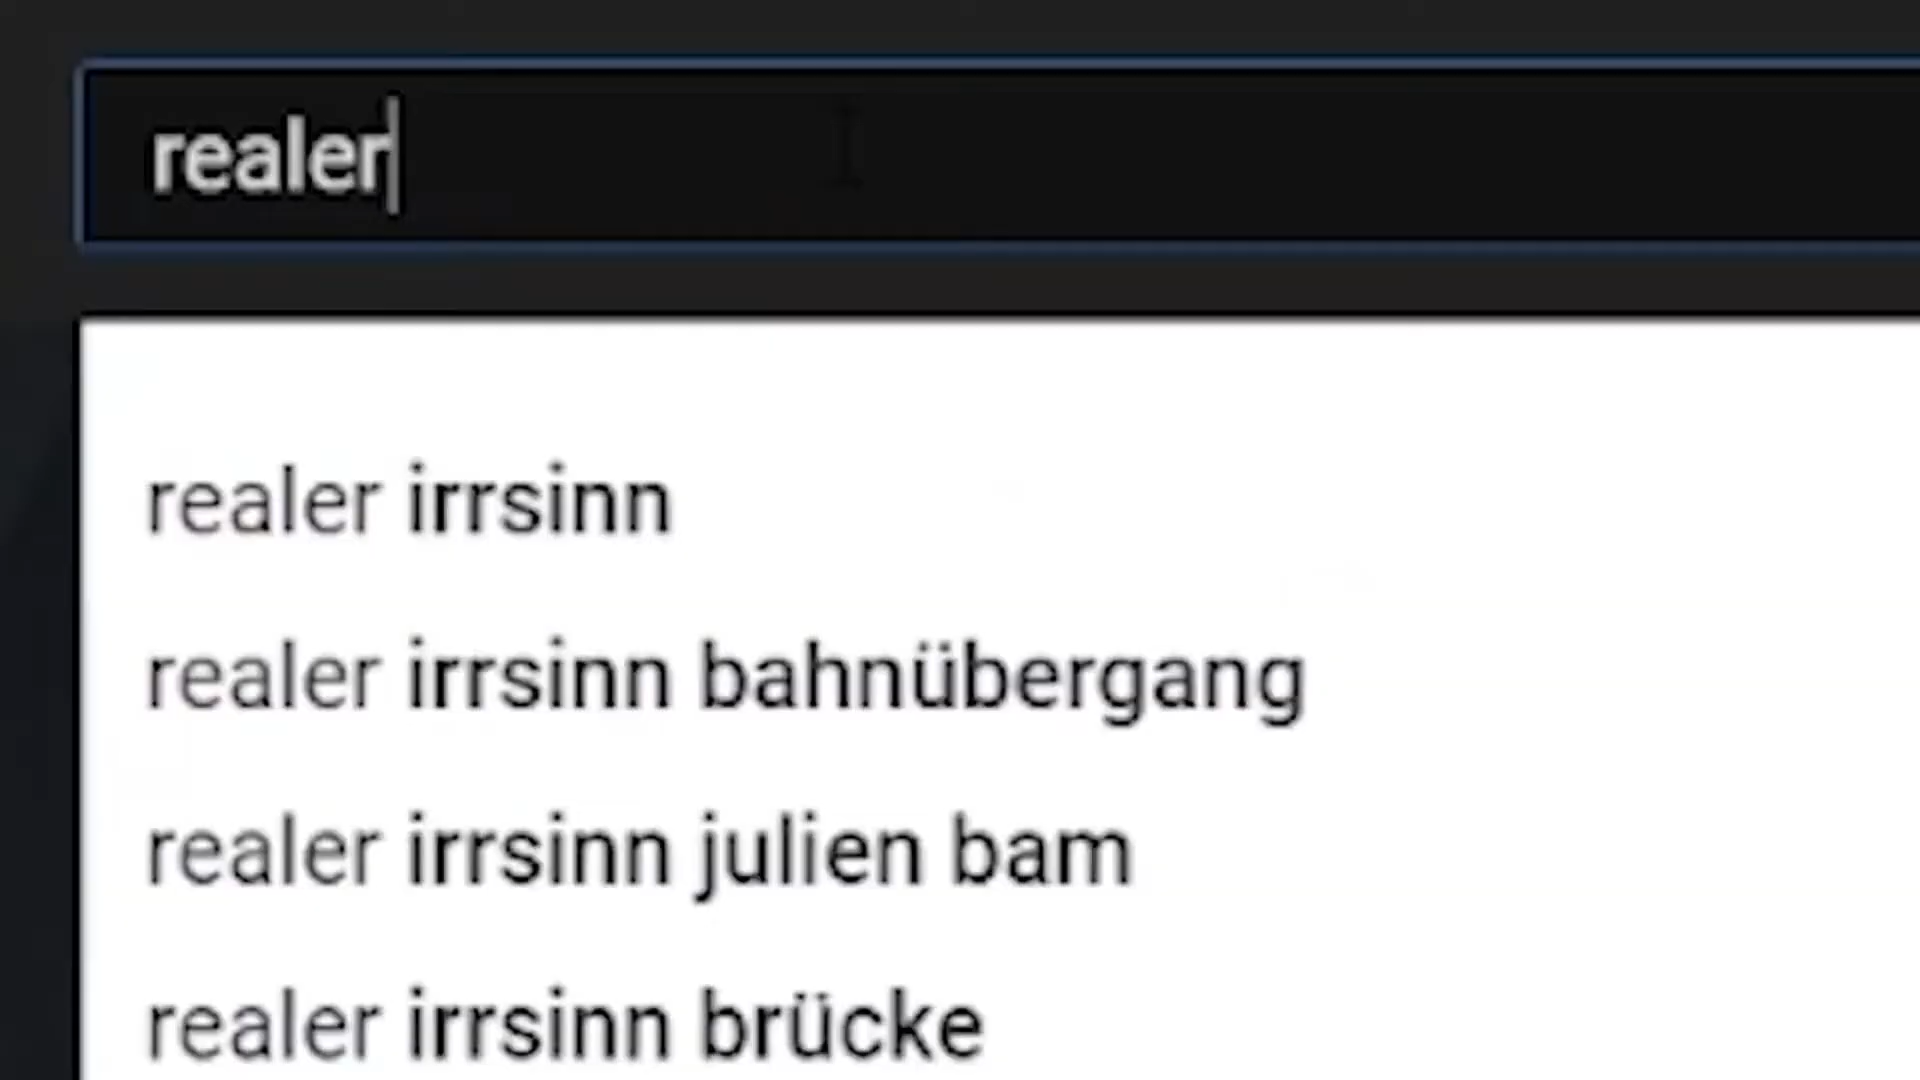 realer
realer irrsinn
realer irrsinn bahnübergang
realer irrsinn julien bam
realer irrsinn brücke